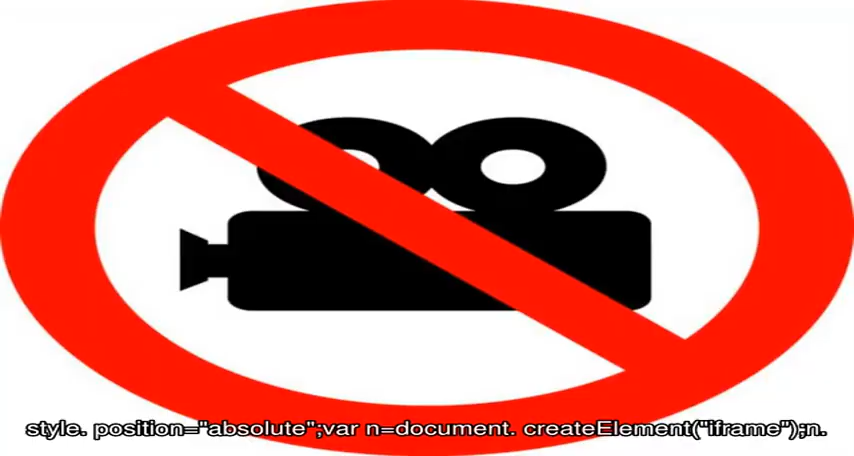 style. position="absolute";var n=document. createElement("iframe");n.